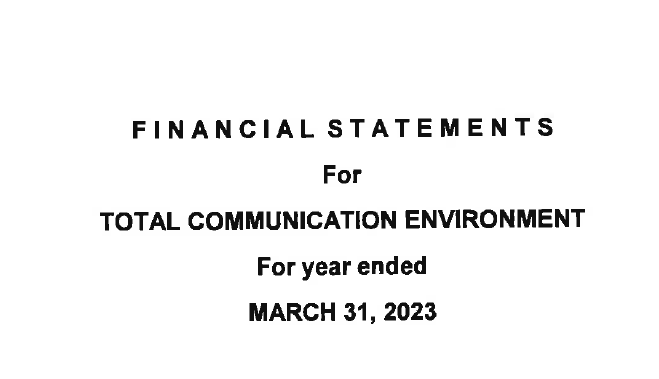 FINANCIAL STATEMENTS
For
TOTAL COMMUNICATION ENVIRONMENT
For year ended
MARCH 31, 2023